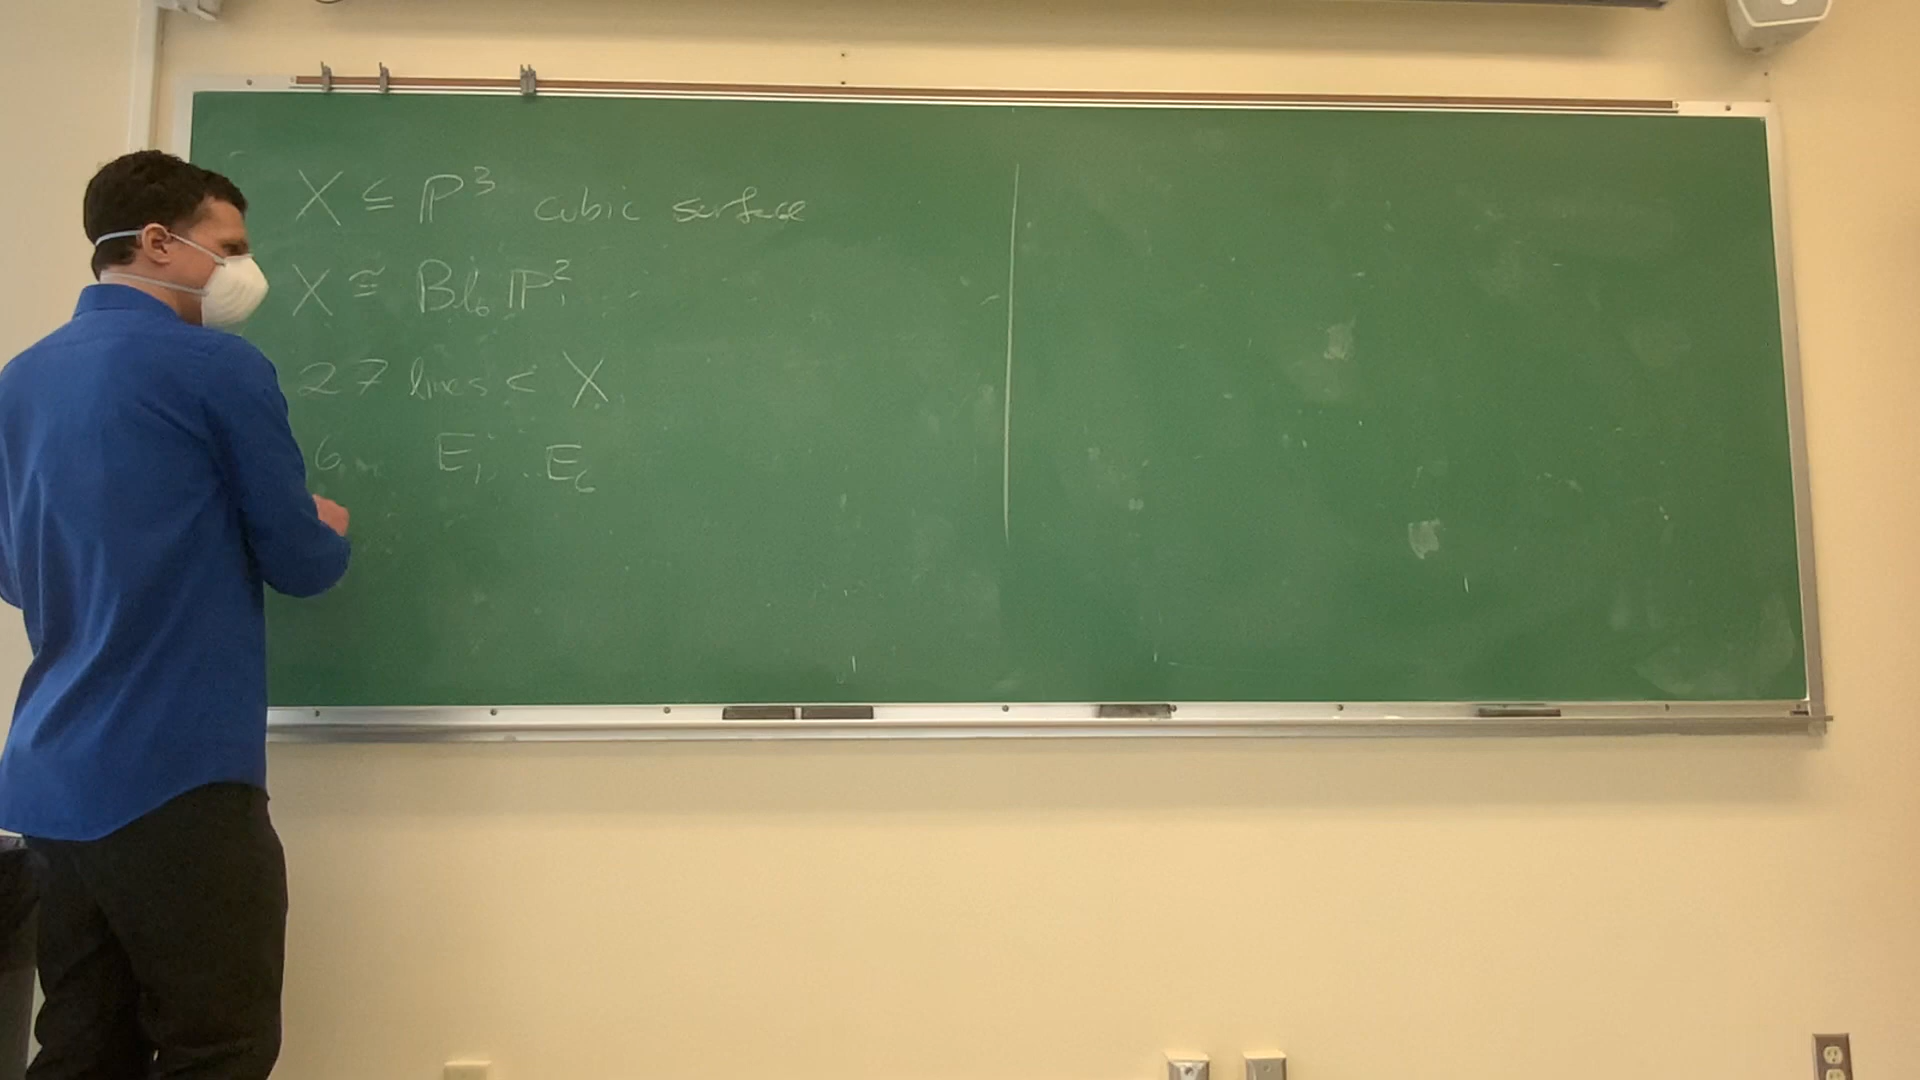 X ⊆ ℙ³ cubic surface
X ≅ Bl₆ ℙ²
27 lines ⊂ X
6 E₁, .. E₆